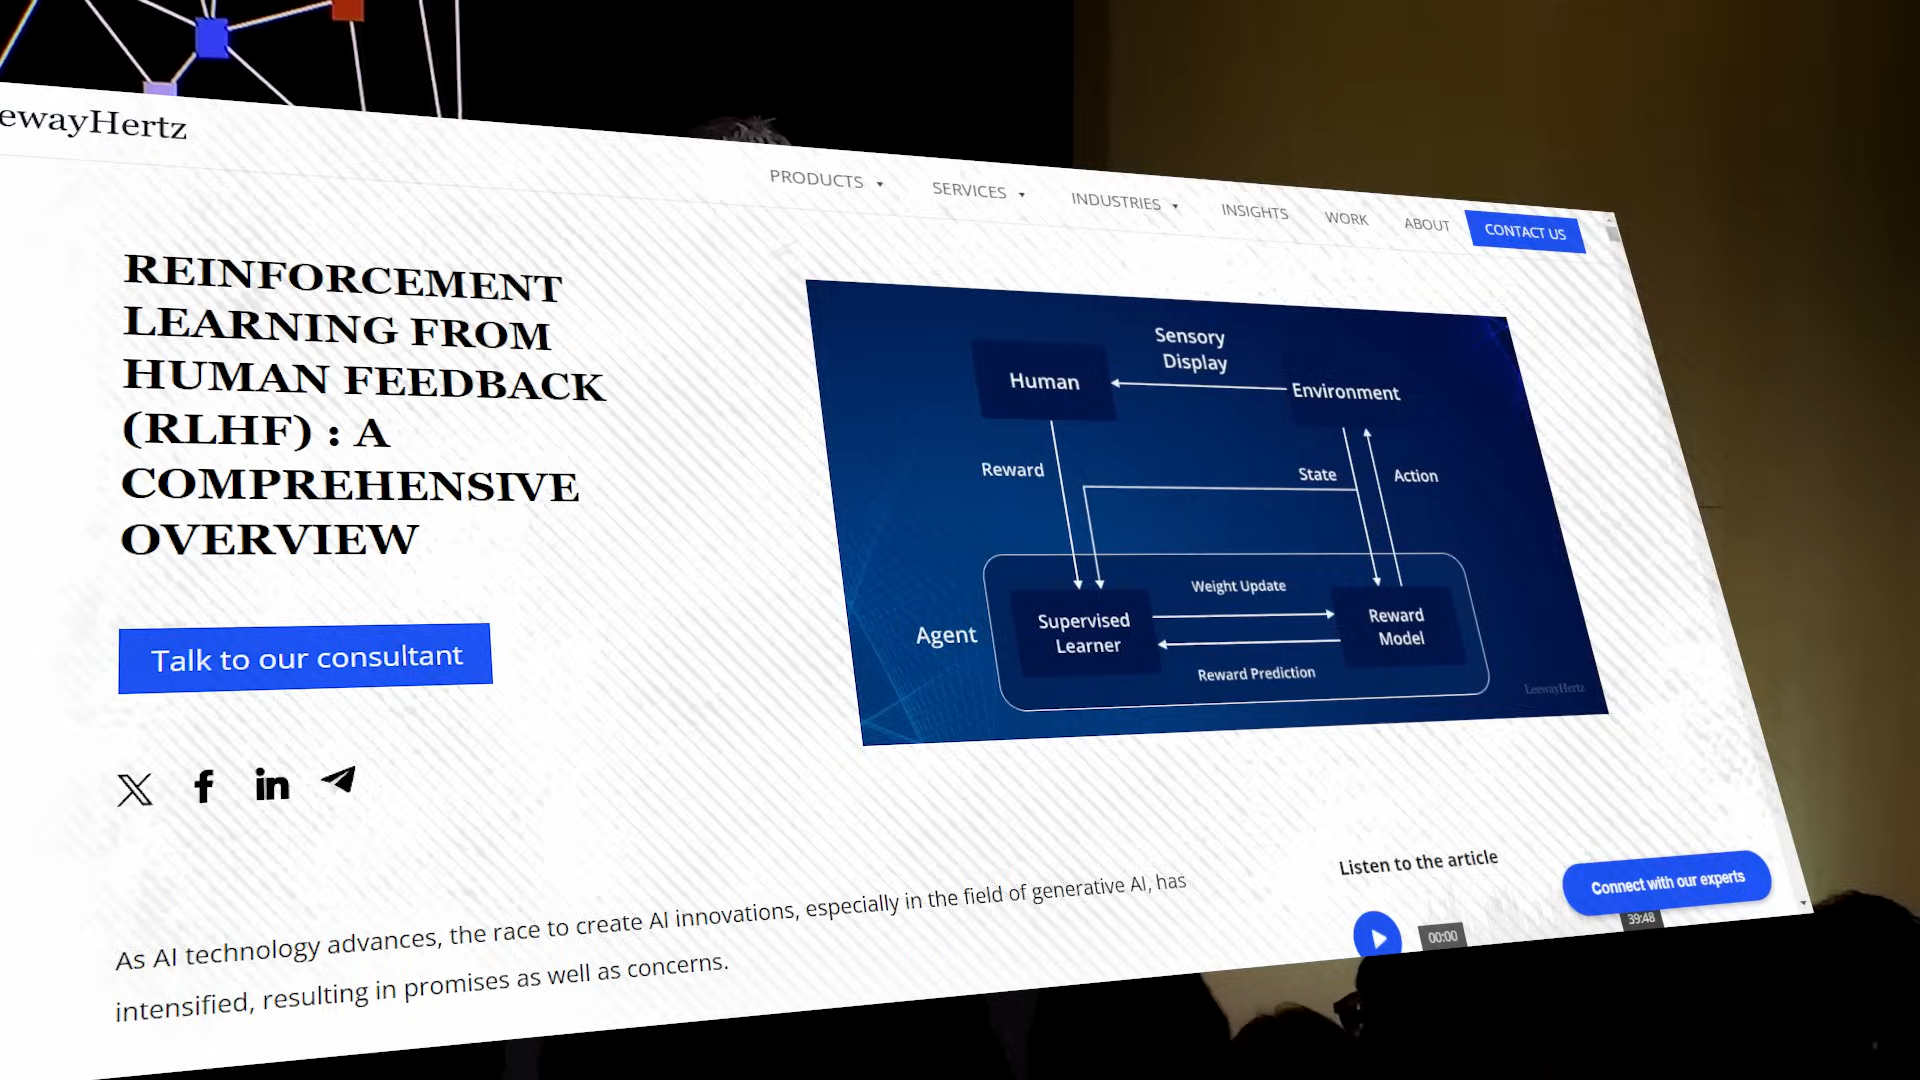 ewayHertz
PRODUCTS
SERVICES
INDUSTRIES
INSIGHTS
WORK
ABOUT
CONTACT US
REINFORCEMENT
LEARNING FROM
HUMAN FEEDBACK
(RLHF) : A
COMPREHENSIVE
OVERVIEW
Talk to our consultant
Sensory
Display
Human
Environment
Reward
State
Action
Weight Update
Supervised
Learner
Reward
Model
Agent
Reward Prediction
LeewayHertz
As AI technology advances, the race to create AI innovations, especially in the field of generative AI, has
intensified, resulting in promises as well as concerns.
Listen to the article
00:00
39:48
Connect with our experts